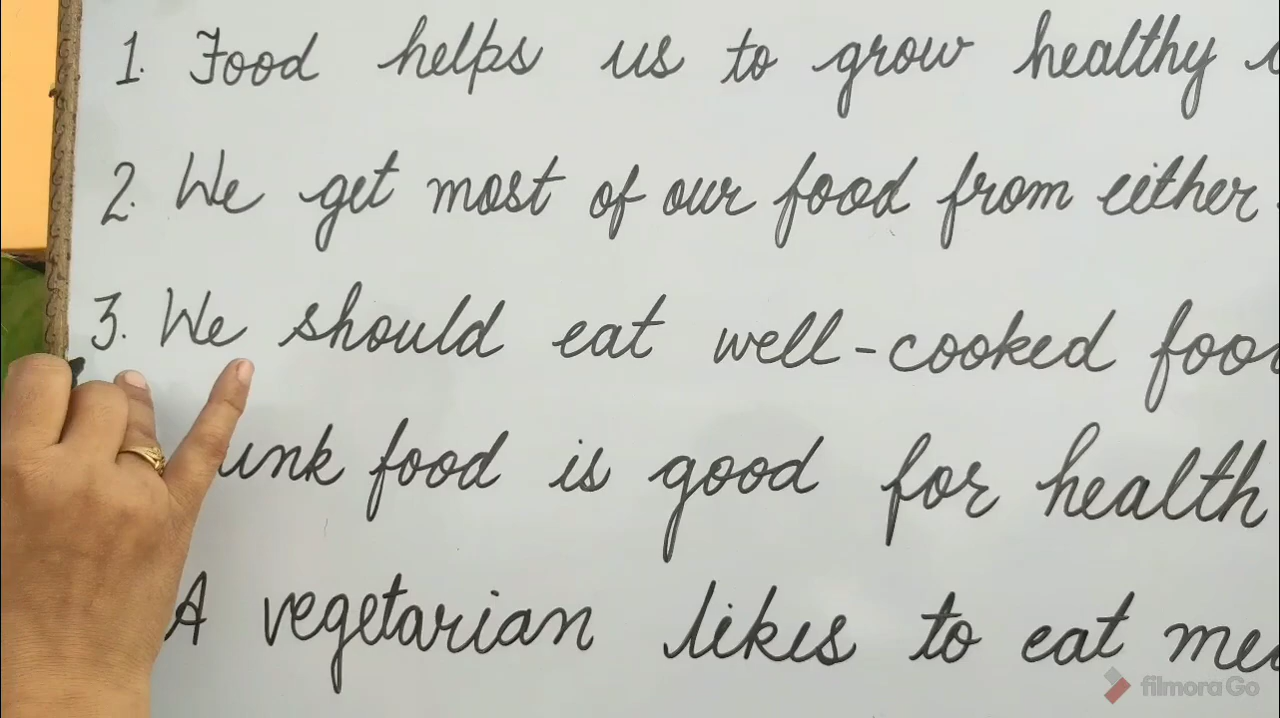 1. Food helps us to grow healthy
2. We get most of our food from either
3. We should eat well-cooked foo
unk food is good for health
A vegetarian likes to eat me
filmora Go